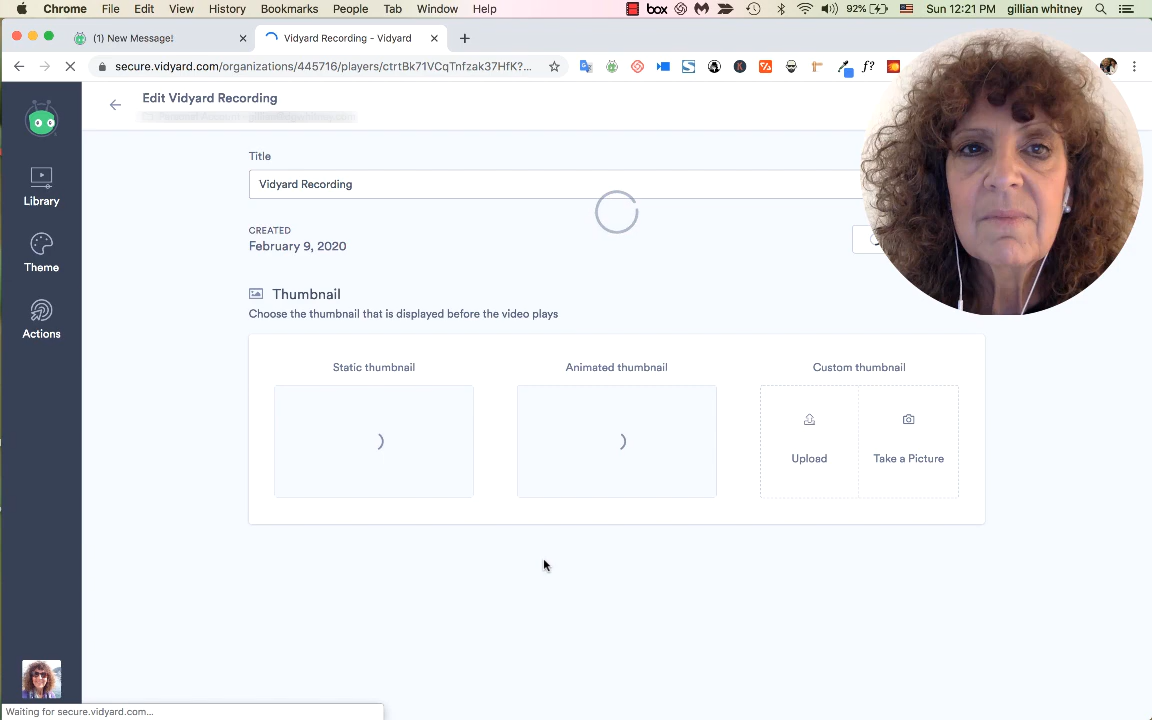 Chrome File Edit View History Bookmarks People Tab Window Help box 92% Sun 12:21 PM gillian whitney
(1) New Message! Vidyard Recording - Vidyard
secure.vidyard.com/organizations/445716/players/ctrtBk71VCqTnfzak37HfK?... f?
Edit Vidyard Recording
Library
Theme
Actions
Title
Vidyard Recording
CREATED
February 9, 2020
Thumbnail
Choose the thumbnail that is displayed before the video plays
Static thumbnail Animated thumbnail Custom thumbnail
Upload Take a Picture
Waiting for secure.vidyard.com...